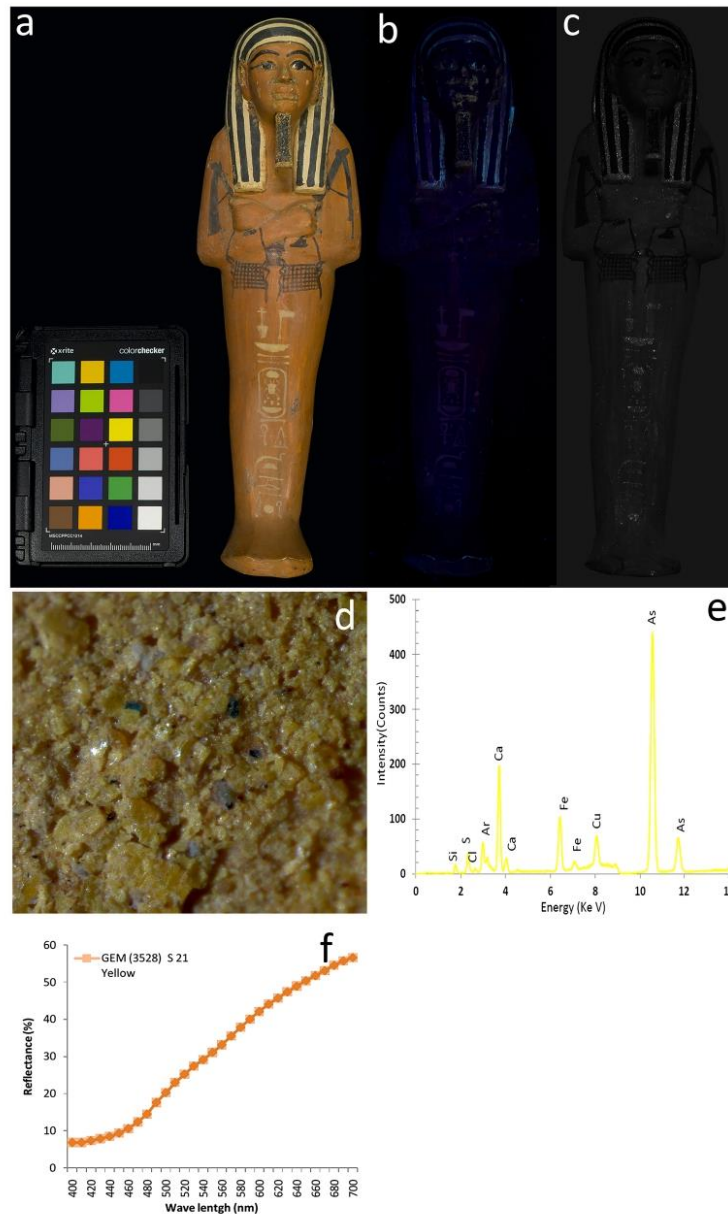 a
b
c
x-rite colorchecker
MSCCPPCC1014
mm
d
e
500
400
300
200
100
0
Intensity(Counts)
Si
S
Cl
Ar
Ca
Ca
Fe
Fe
Cu
As
As
0 2 4 6 8 10 12
Energy (Ke V)
f
GEM (3528) S 21
Yellow
60
50
40
30
20
10
0
Reflectance (%)
400 420 440 460 480 500 520 540 560 580 600 620 640 660 680 700
Wave lentgh (nm)